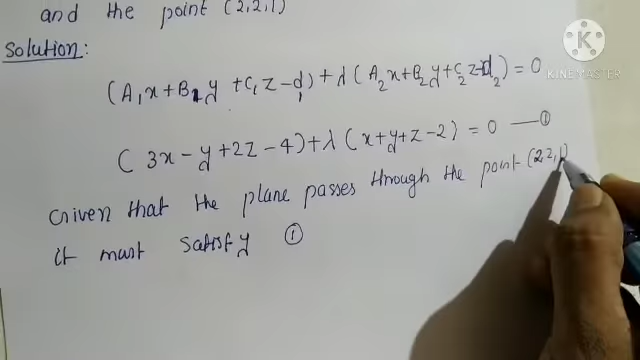 and the point (2,2,1)
Solution:
(A₁x+B₁y+C₁z-d₁)+λ(A₂x+B₂y+C₂z-d₂)=0
(3x-y+2z-4)+λ(x+y+z-2)=0 —①
Given that the plane passes through the point (2,2,1)
it must satisfy ①
KINEMASTER